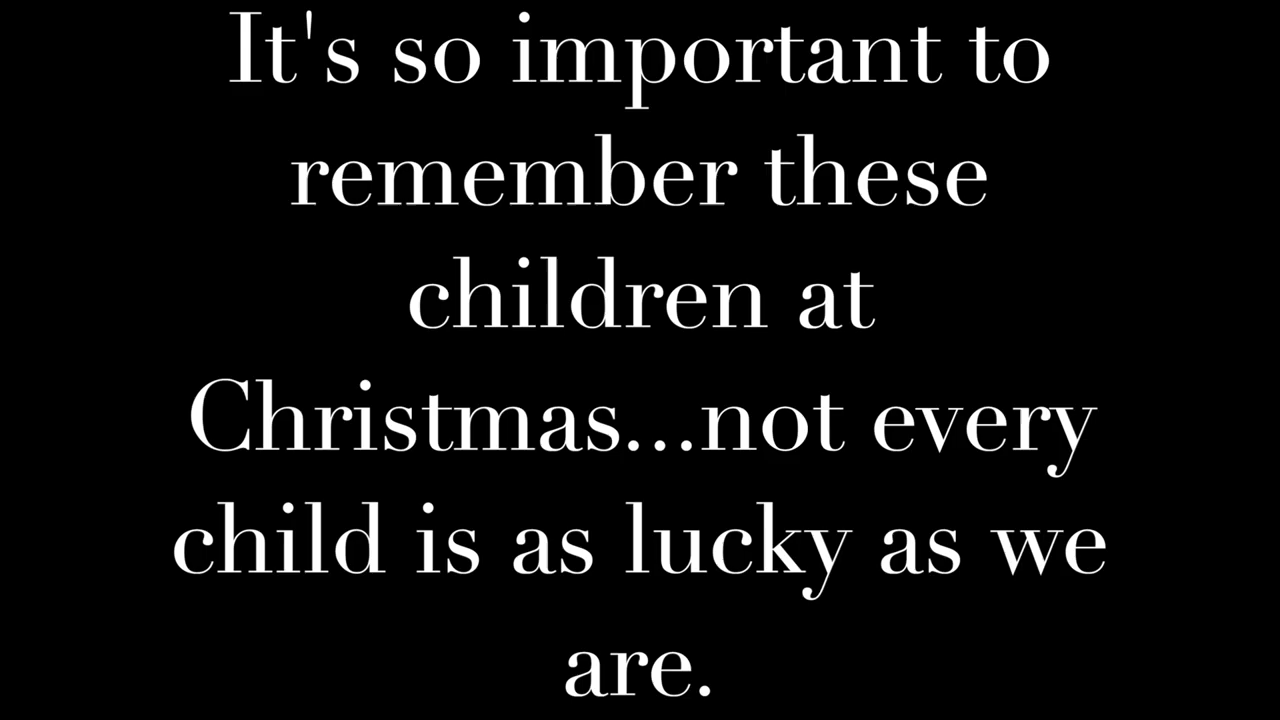 It's so important to
remember these
children at
Christmas...not every
child is as lucky as we
are.